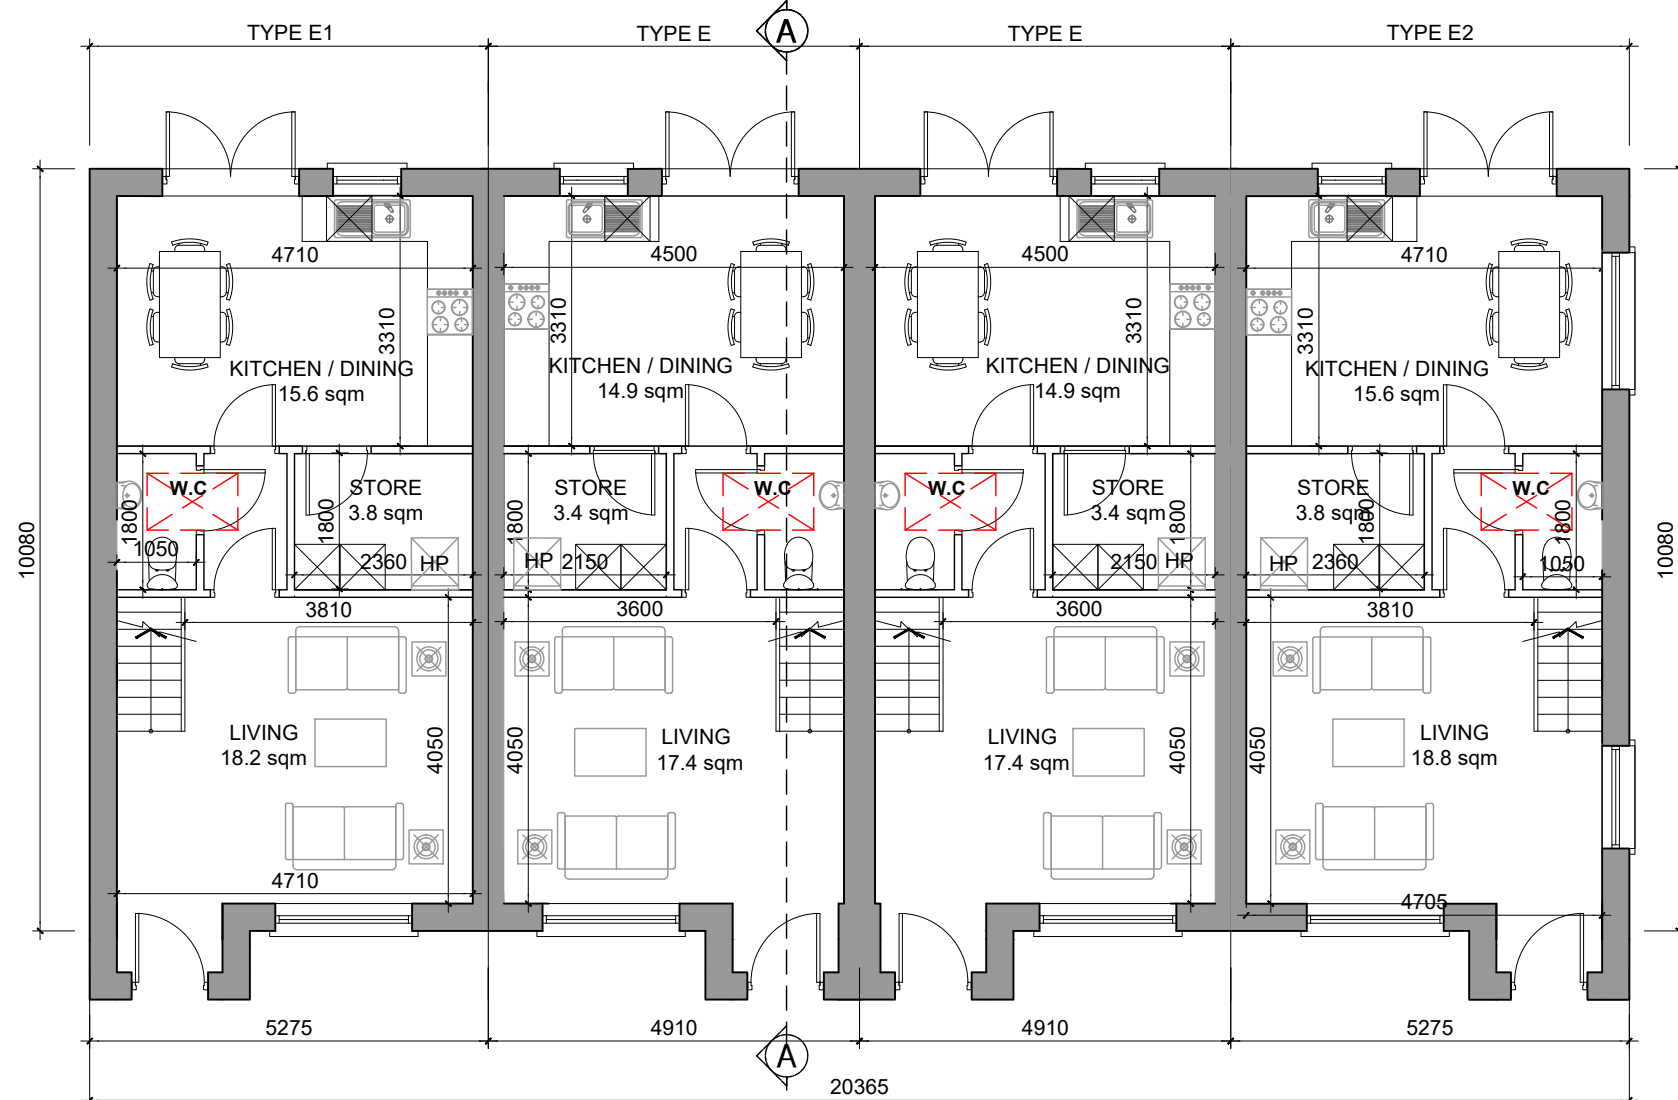 TYPE E1
TYPE E
A
TYPE E
TYPE E2
4710
4500
4500
4710
3310
3310
3310
3310
KITCHEN / DINING
15.6 sqm
KITCHEN / DINING
14.9 sqm
KITCHEN / DINING
14.9 sqm
KITCHEN / DINING
15.6 sqm
W.C
STORE
3.8 sqm
STORE
3.4 sqm
W.C
W.C
STORE
3.4 sqm
STORE
3.8 sqm
W.C
1800
1800
1800
1800
1800
1800
10080
10080
1050
2360
HP
HP
2150
2150
HP
HP
2360
1050
3810
3600
3600
3810
LIVING
18.2 sqm
LIVING
17.4 sqm
LIVING
17.4 sqm
LIVING
18.8 sqm
4050
4050
4050
4050
4710
4705
5275
4910
4910
5275
A
20365